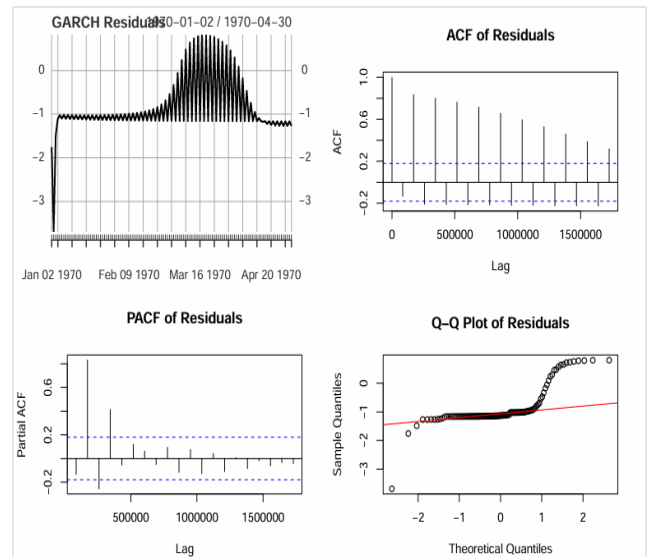 GARCH Residuals 1970−01−02 / 1970−04−30
0
−1
−2
−3
0
−1
−2
−3
Jan 02 1970 Feb 09 1970 Mar 16 1970 Apr 20 1970
ACF of Residuals
ACF
1.0
0.6
0.2
−0.2
0 500000 1000000 1500000
Lag
PACF of Residuals
Partial ACF
0.6
0.2
−0.2
500000 1000000 1500000
Lag
Q−Q Plot of Residuals
Sample Quantiles
0
−1
−2
−3
−2 −1 0 1 2
Theoretical Quantiles